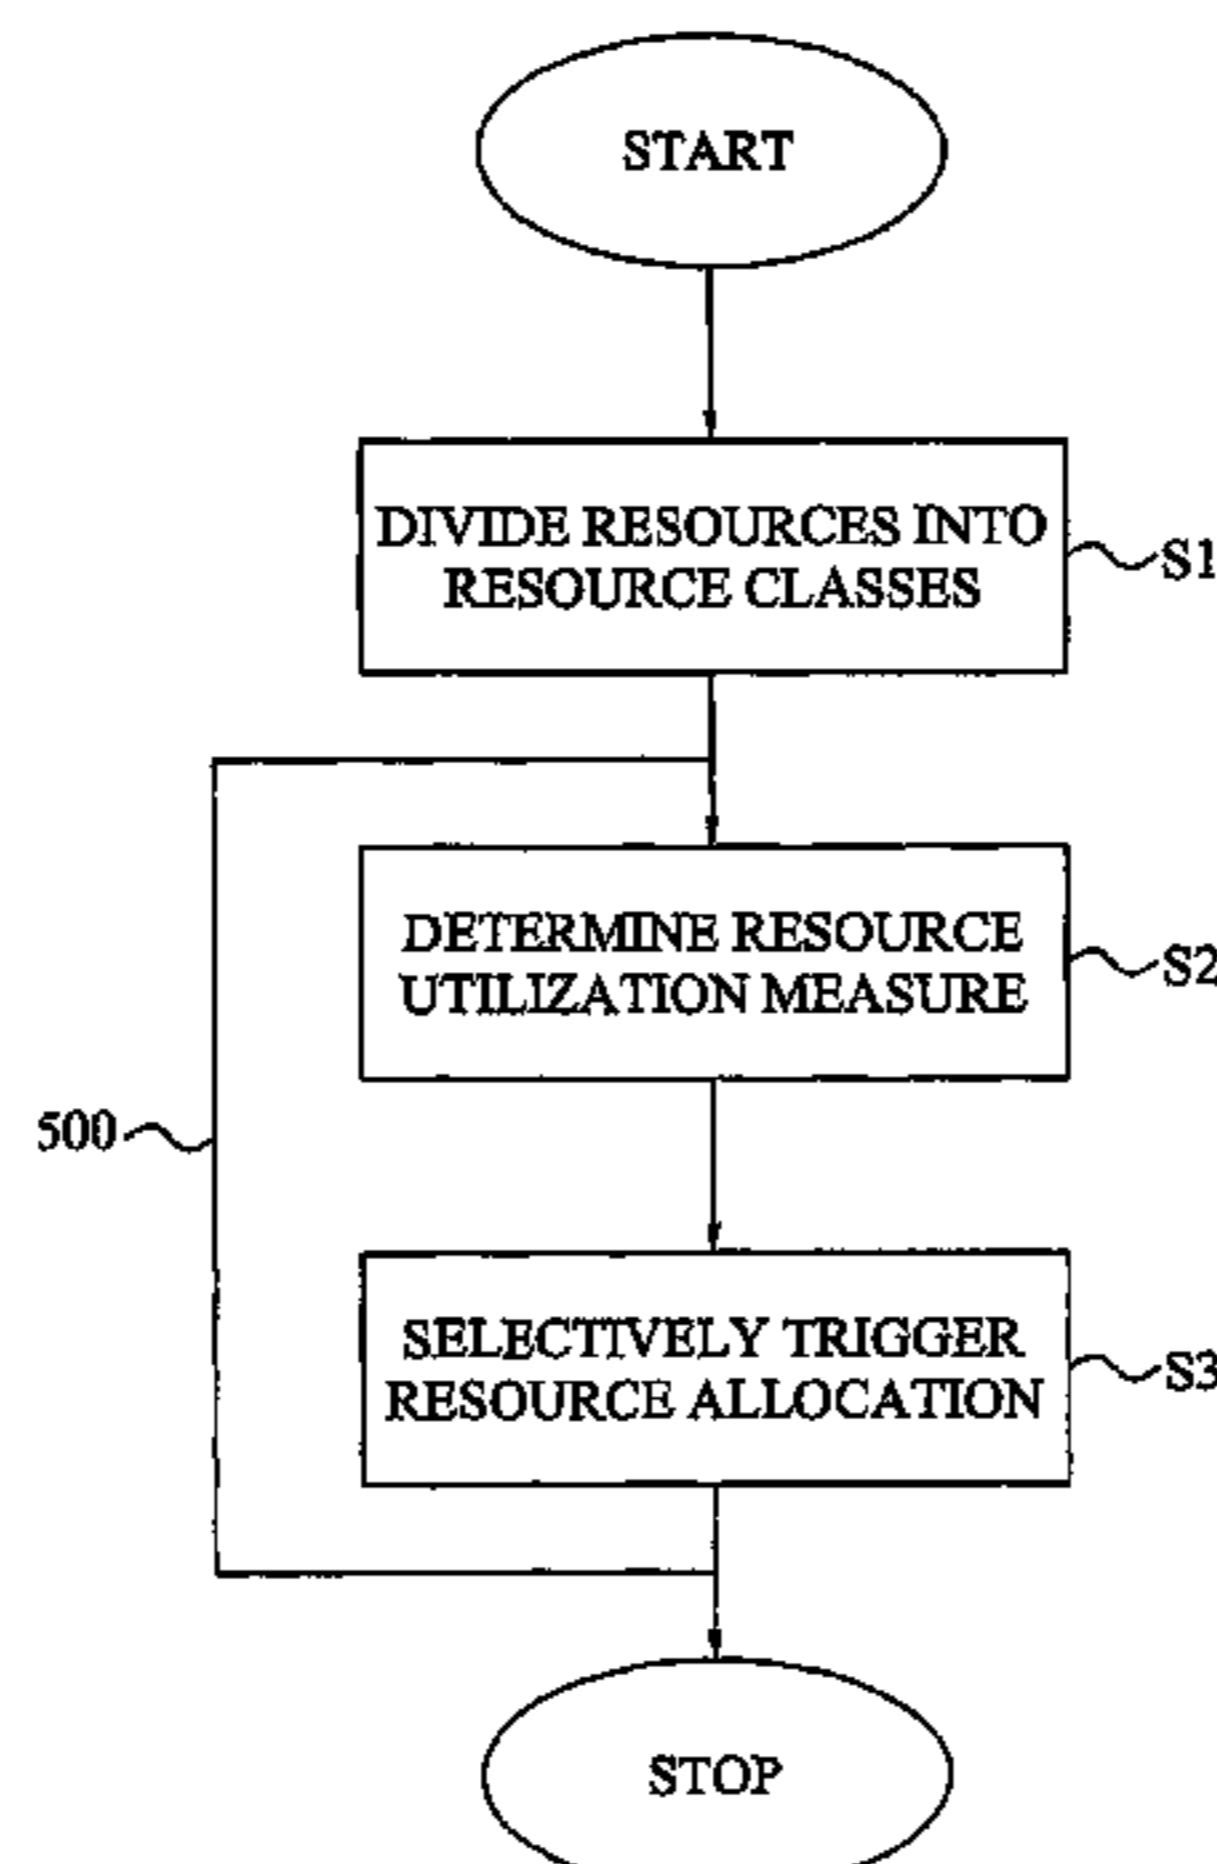 START
DIVIDE RESOURCES INTO
RESOURCE CLASSES
S1
DETERMINE RESOURCE
UTILIZATION MEASURE
S2
500
SELECTIVELY TRIGGER
RESOURCE ALLOCATION
S3
STOP